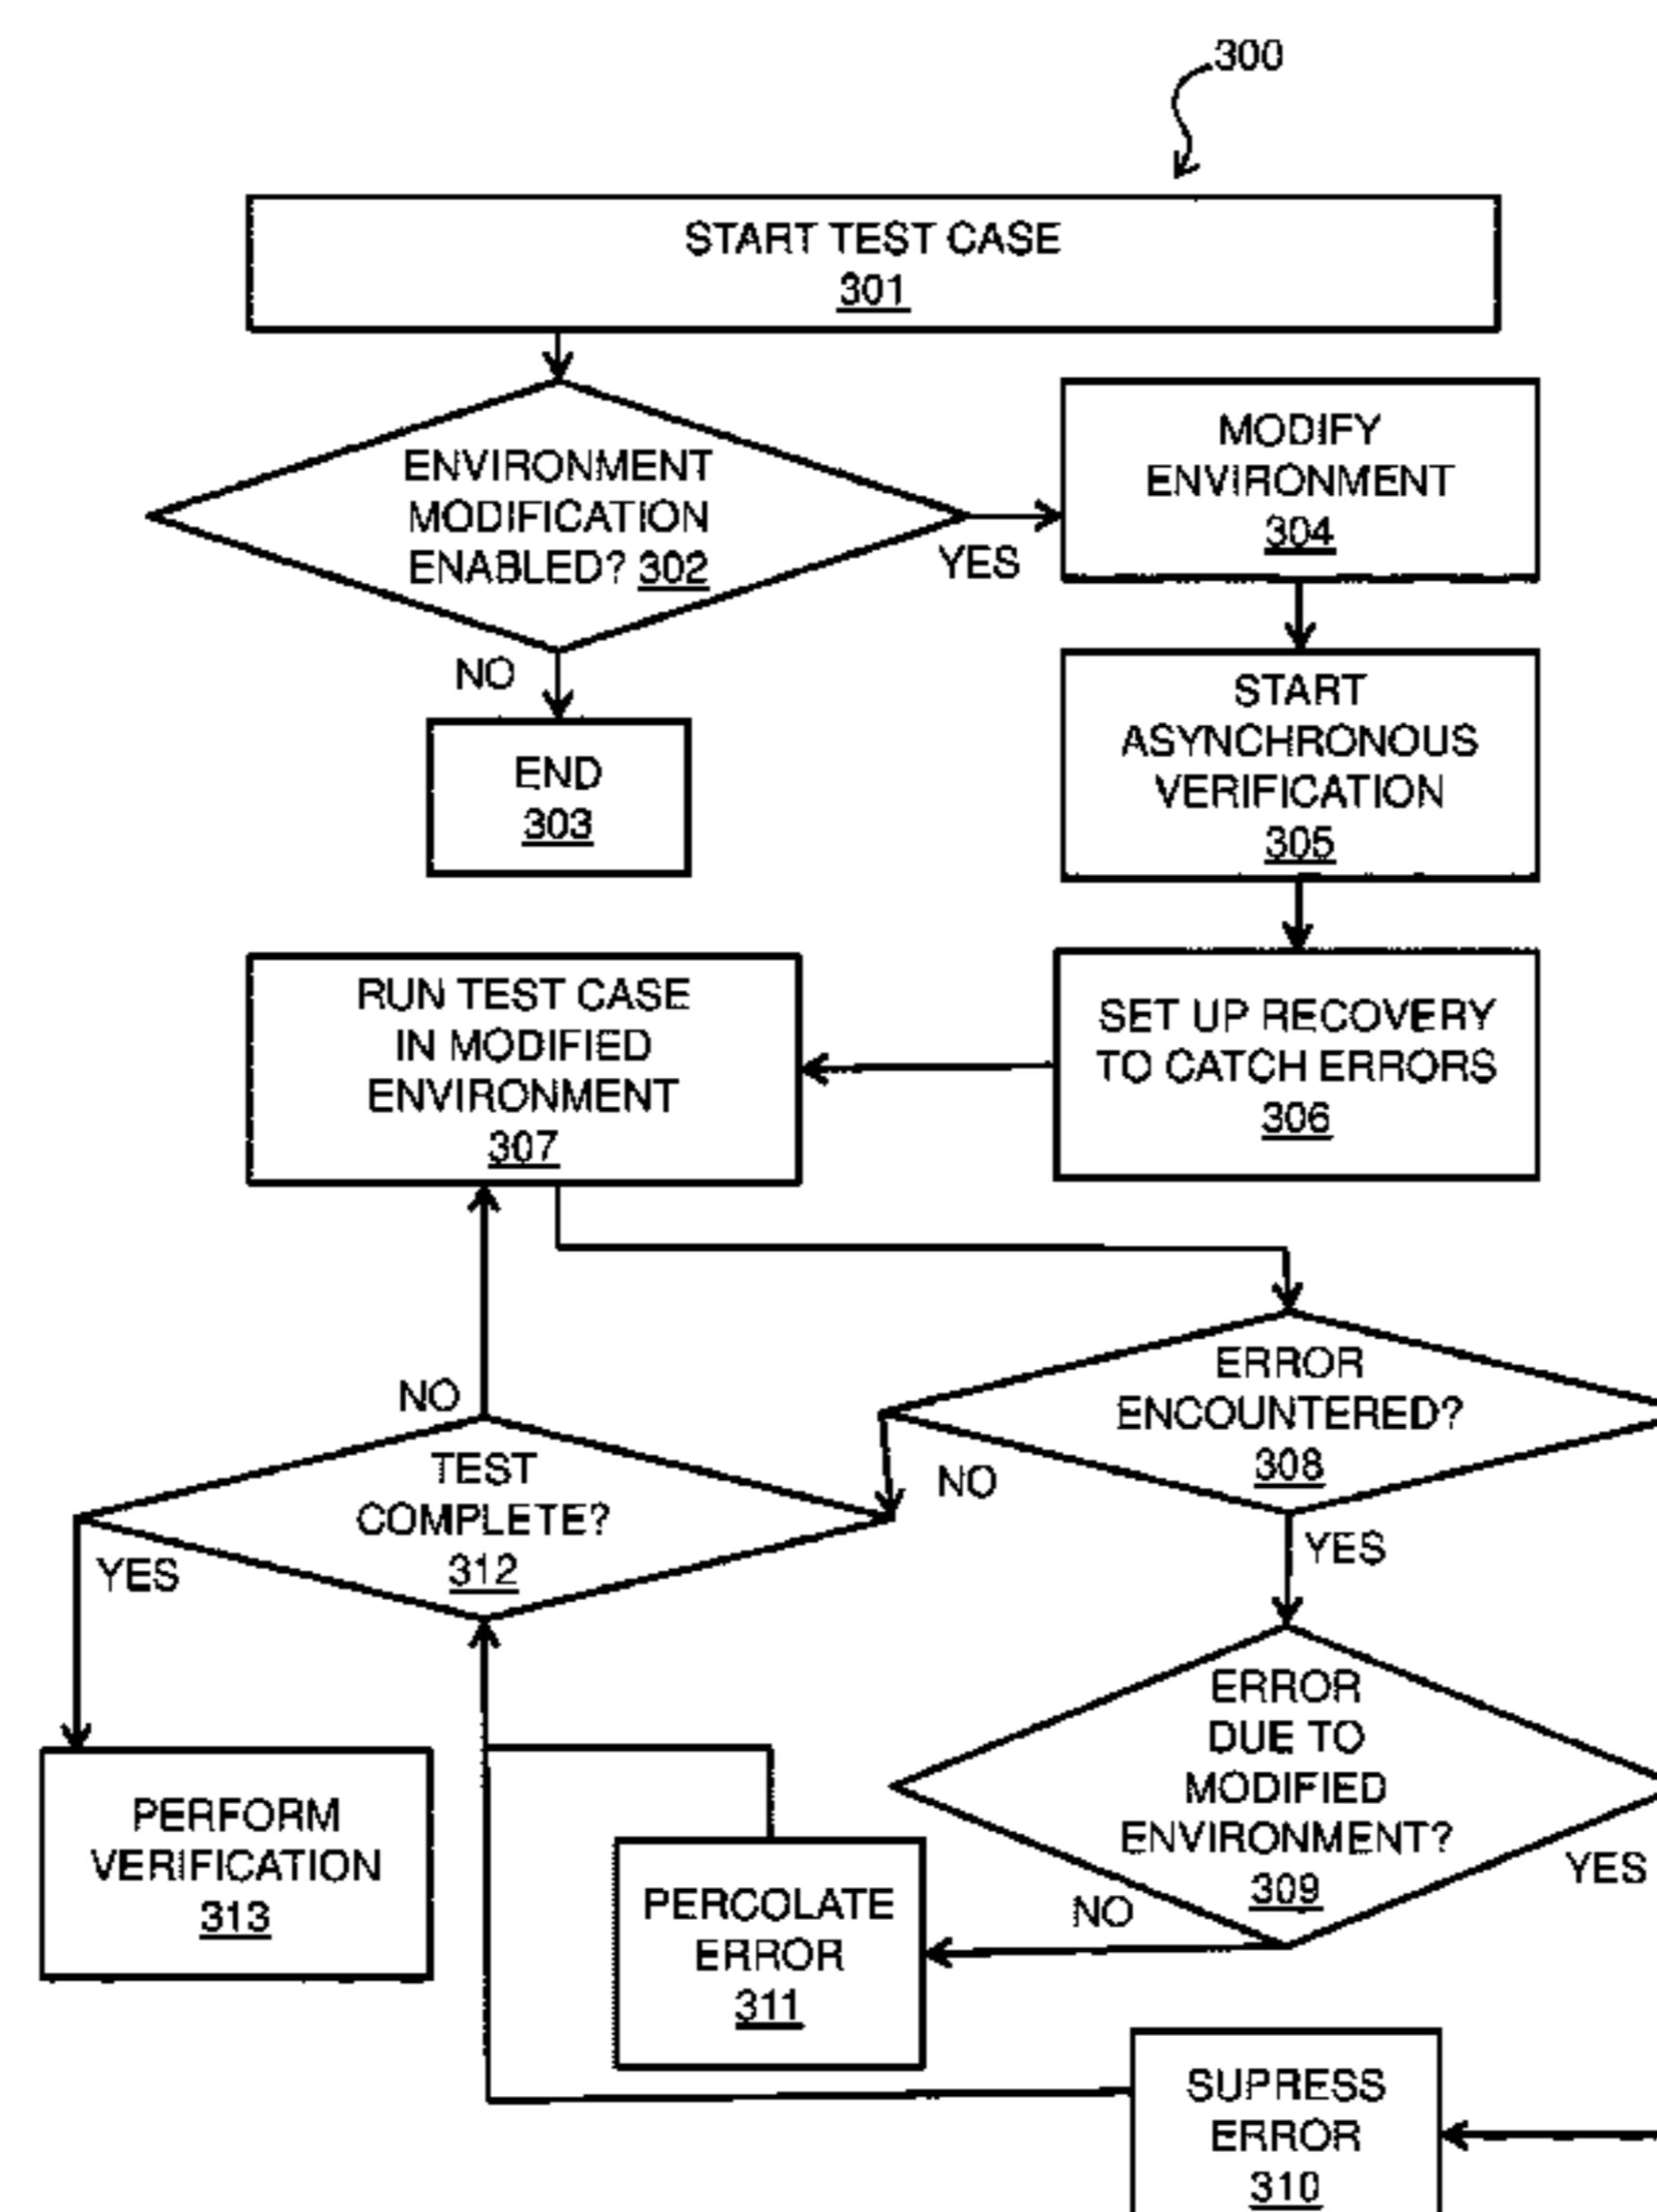 300
START TEST CASE
301
ENVIRONMENT
MODIFICATION
ENABLED? 302
YES
NO
END
303
MODIFY
ENVIRONMENT
304
START
ASYNCHRONOUS
VERIFICATION
305
SET UP RECOVERY
TO CATCH ERRORS
306
RUN TEST CASE
IN MODIFIED
ENVIRONMENT
307
ERROR
ENCOUNTERED?
308
NO
YES
NO
TEST
COMPLETE?
312
YES
ERROR
DUE TO
MODIFIED
ENVIRONMENT?
309
NO
YES
PERFORM
VERIFICATION
313
PERCOLATE
ERROR
311
SUPRESS
ERROR
310